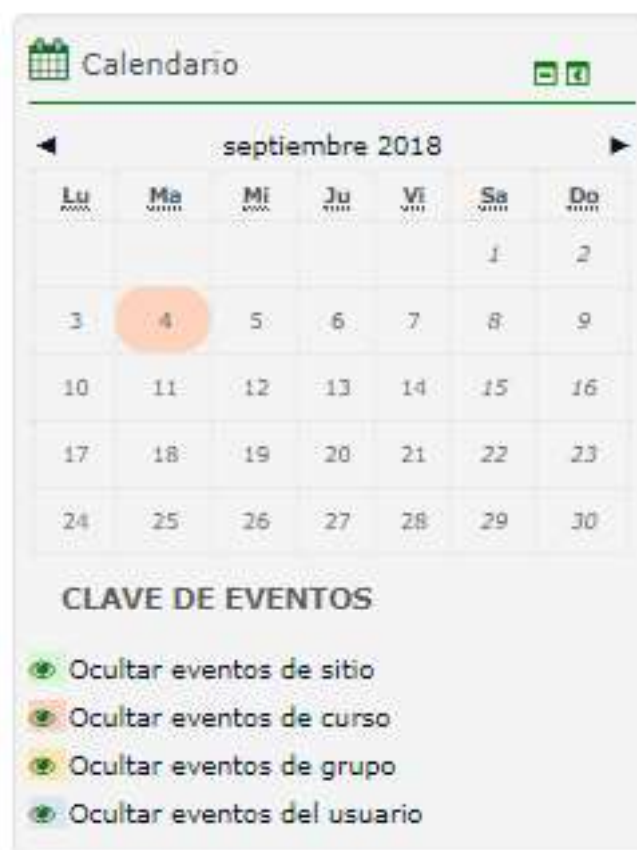 Calendario
septiembre 2018
Lu Ma Mi Ju Vi Sa Do
1 2
3 4 5 6 7 8 9
10 11 12 13 14 15 16
17 18 19 20 21 22 23
24 25 26 27 28 29 30
CLAVE DE EVENTOS
Ocultar eventos de sitio
Ocultar eventos de curso
Ocultar eventos de grupo
Ocultar eventos del usuario